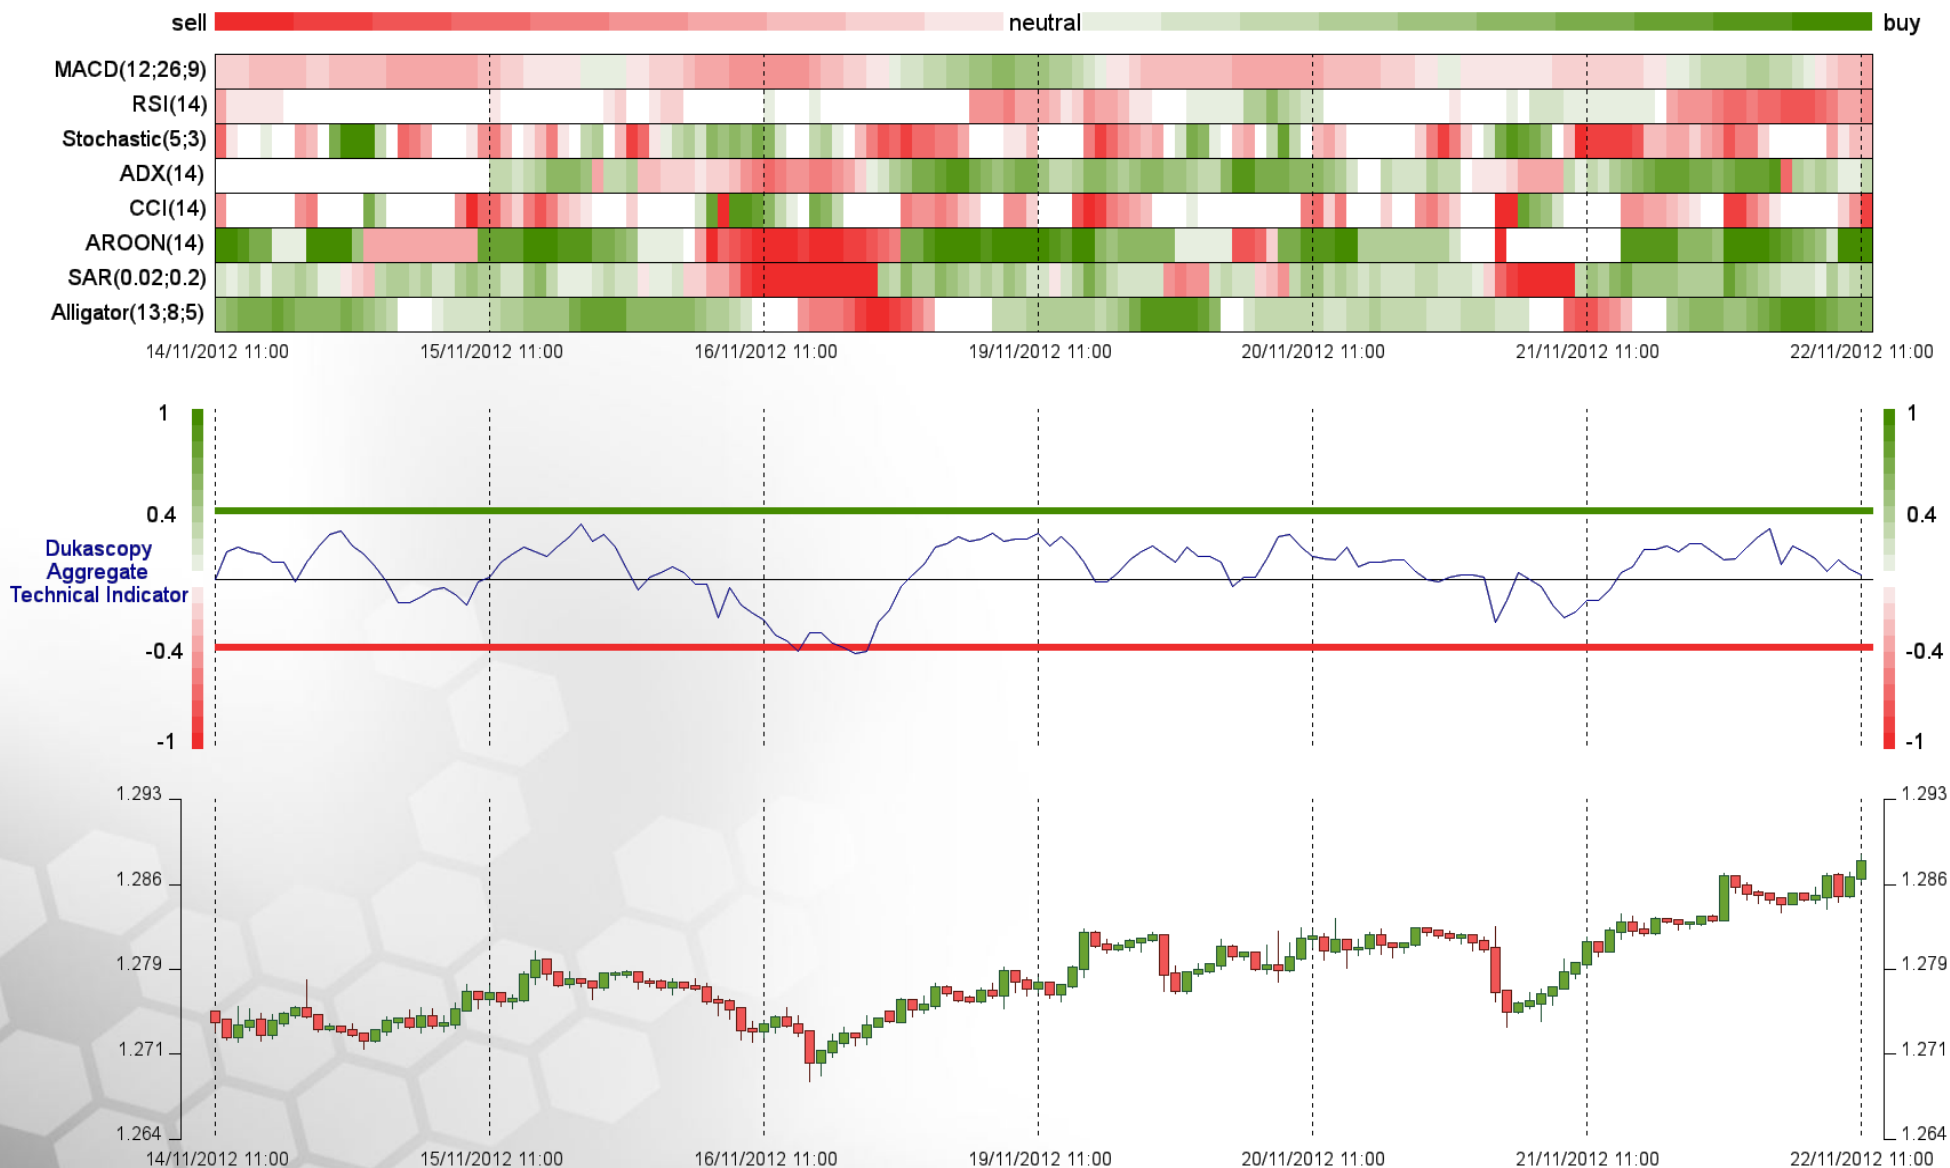 sell neutral buy
MACD(12;26;9)
RSI(14)
Stochastic(5;3)
ADX(14)
CCI(14)
AROON(14)
SAR(0.02;0.2)
Alligator(13;8;5)
14/11/2012 11:00 15/11/2012 11:00 16/11/2012 11:00 19/11/2012 11:00 20/11/2012 11:00 21/11/2012 11:00 22/11/2012 11:00
1 1
0.4 0.4
Dukascopy
Aggregate
Technical Indicator
-0.4 -0.4
-1 -1
1.293 1.293
1.286 1.286
1.279 1.279
1.271 1.271
1.264 1.264
14/11/2012 11:00 15/11/2012 11:00 16/11/2012 11:00 19/11/2012 11:00 20/11/2012 11:00 21/11/2012 11:00 22/11/2012 11:00